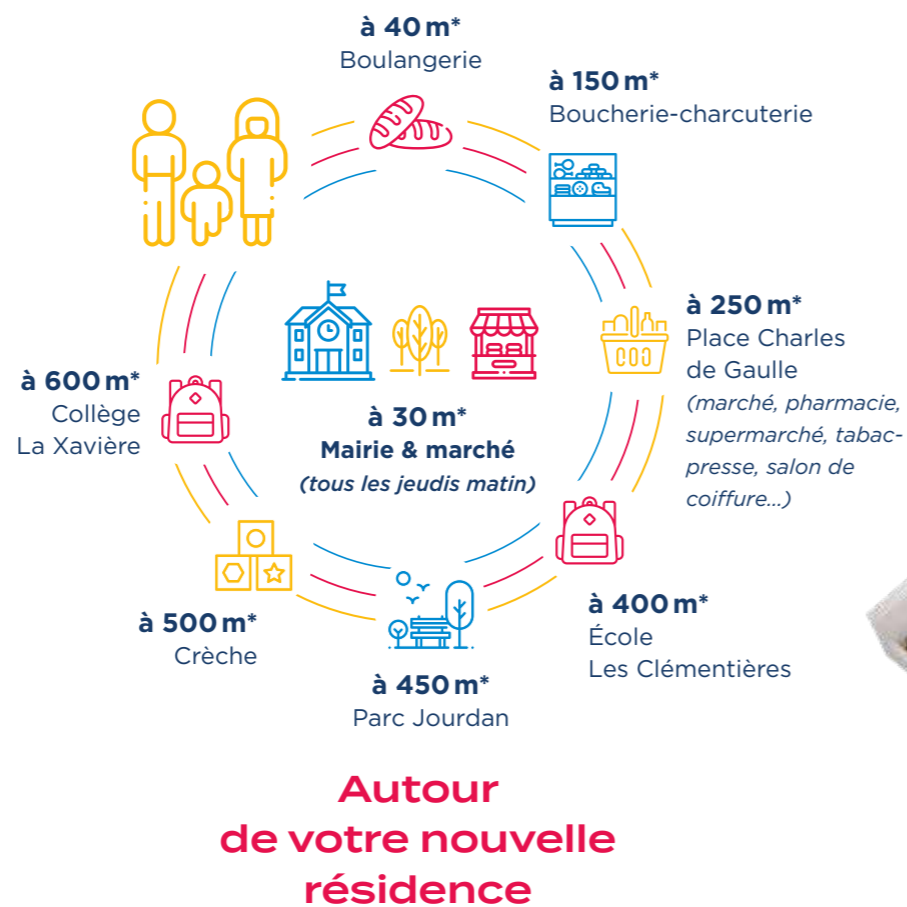 à 40 m*
Boulangerie
à 150 m*
Boucherie-charcuterie
à 250 m*
Place Charles
de Gaulle
(marché, pharmacie,
supermarché, tabac-
presse, salon de
coiffure...)
à 400 m*
École
Les Clémentières
à 450 m*
Parc Jourdan
à 500 m*
Crèche
à 600 m*
Collège
La Xavière
à 30 m*
Mairie & marché
(tous les jeudis matin)
Autour
de votre nouvelle
résidence